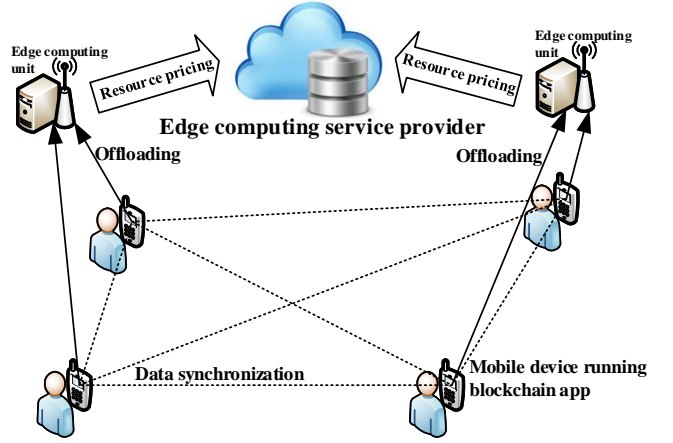 Edge computing
unit
Resource pricing
Edge computing service provider
Resource pricing
Edge computing
unit
Offloading
Offloading
Data synchronization
Mobile device running
blockchain app